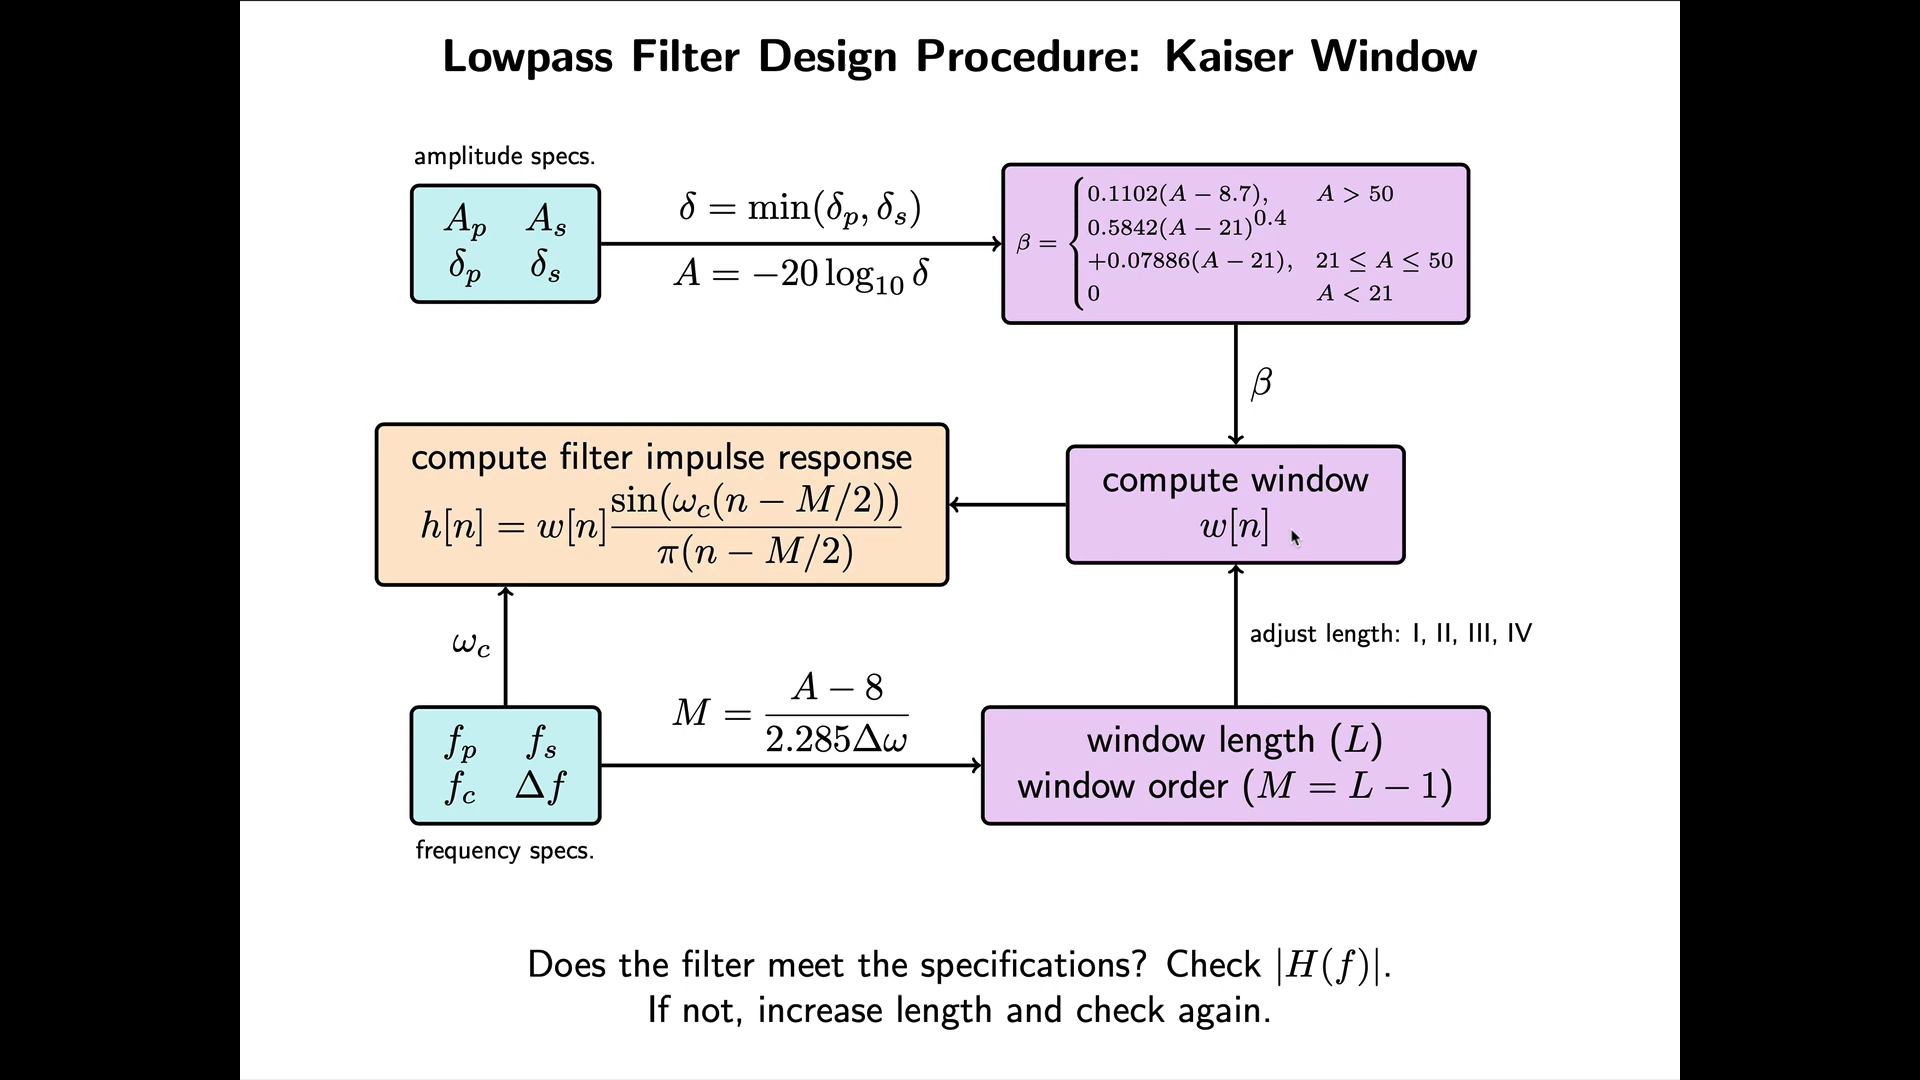 Lowpass Filter Design Procedure: Kaiser Window
amplitude specs.
A_p A_s
δ_p δ_s
δ = min(δ_p, δ_s)
A = −20 log₁₀ δ
β = { 0.1102(A − 8.7), A > 50
0.5842(A − 21)^0.4
+0.07886(A − 21), 21 ≤ A ≤ 50
0 A < 21
β
compute filter impulse response
h[n] = w[n] sin(ω_c(n − M/2)) / π(n − M/2)
compute window
w[n]
ω_c
adjust length: I, II, III, IV
f_p f_s
f_c Δf
frequency specs.
M = (A − 8) / 2.285Δω
window length (L)
window order (M = L − 1)
Does the filter meet the specifications? Check |H(f)|.
If not, increase length and check again.